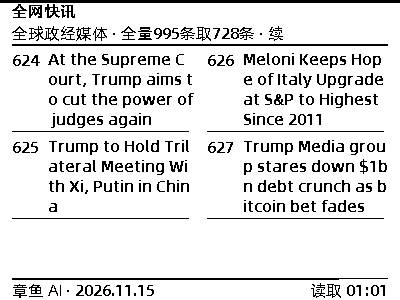 全网快讯
全球政经媒体 · 全量995条取728条 · 续
624 At the Supreme C
ourt, Trump aims t
o cut the power of
judges again
625 Trump to Hold Tril
ateral Meeting Wi
th Xi, Putin in Chin
a
626 Meloni Keeps Hop
e of Italy Upgrade
at S&P to Highest
Since 2011
627 Trump Media grou
p stares down $1b
n debt crunch as b
itcoin bet fades
章鱼 AI · 2026.11.15
读取 01:01